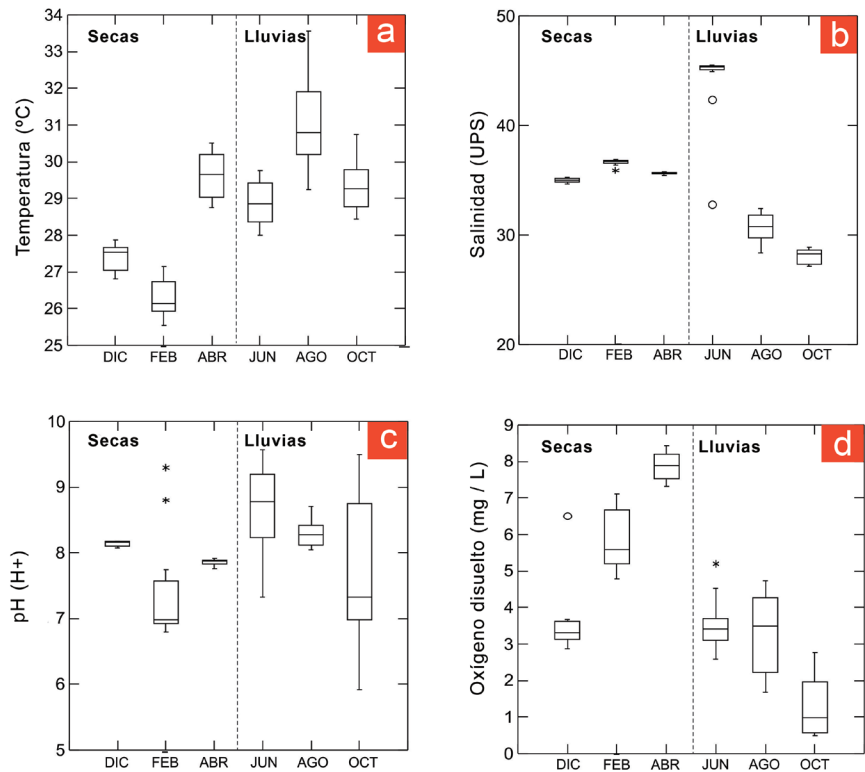 Secas
Lluvias
a
Temperatura (ºC)
34
33
32
31
30
29
28
27
26
25
DIC FEB ABR JUN AGO OCT
Secas
Lluvias
b
Salinidad (UPS)
50
40
30
20
DIC FEB ABR JUN AGO OCT
Secas
Lluvias
c
pH (H+)
10
9
8
7
6
5
DIC FEB ABR JUN AGO OCT
Secas
Lluvias
d
Oxígeno disuelto (mg / L)
9
8
7
6
5
4
3
2
1
0
DIC FEB ABR JUN AGO OCT